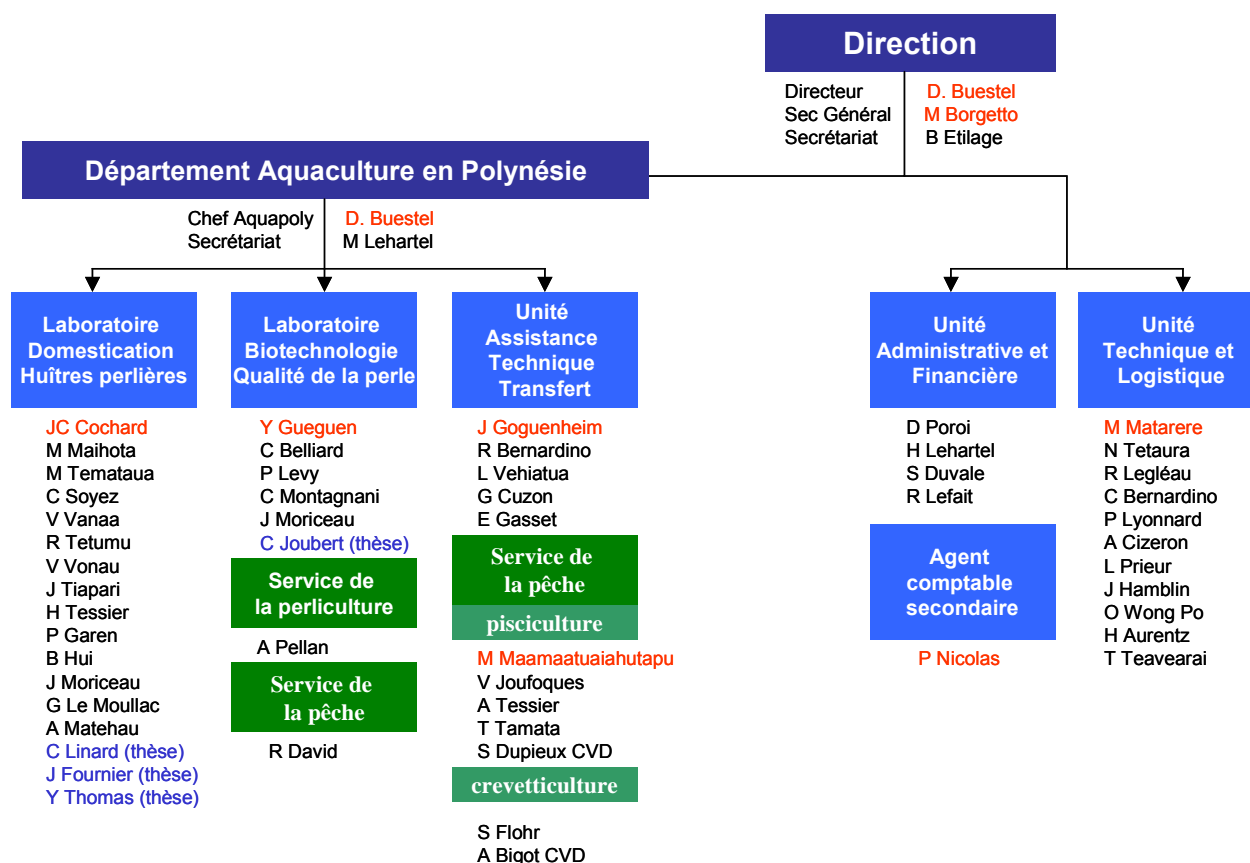 Direction
Directeur D. Buestel
Sec Général M Borgetto
Secrétariat B Etilage
Département Aquaculture en Polynésie
Chef Aquapoly D. Buestel
Secrétariat M Lehartel
Laboratoire
Domestication
Huîtres perlières
JC Cochard
M Maihota
M Temataua
C Soyez
V Vanaa
R Tetumu
V Vonau
J Tiapari
H Tessier
P Garen
B Hui
J Moriceau
G Le Moullac
A Matehau
C Linard (thèse)
J Fournier (thèse)
Y Thomas (thèse)
Laboratoire
Biotechnologie
Qualité de la perle
Y Gueguen
C Belliard
P Levy
C Montagnani
J Moriceau
C Joubert (thèse)
Service de
la perliculture
A Pellan
Service de
la pêche
R David
Unité
Assistance
Technique
Transfert
J Goguenheim
R Bernardino
L Vehiatua
G Cuzon
E Gasset
Service de
la pêche
pisciculture
M Maamaatuaiahutapu
V Joufoques
A Tessier
T Tamata
S Dupieux CVD
crevetticulture
S Flohr
A Bigot CVD
Unité
Administrative et
Financière
D Poroi
H Lehartel
S Duvale
R Lefait
Agent
comptable
secondaire
P Nicolas
Unité
Technique et
Logistique
M Matarere
N Tetaura
R Legléau
C Bernardino
P Lyonnard
A Cizeron
L Prieur
J Hamblin
O Wong Po
H Aurentz
T Teavearai